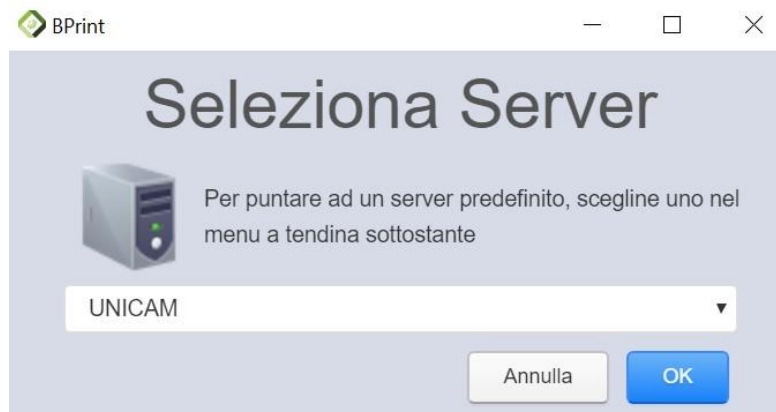 BPrint
Seleziona Server
Per puntare ad un server predefinito, scegline uno nel
menu a tendina sottostante
UNICAM
Annulla OK